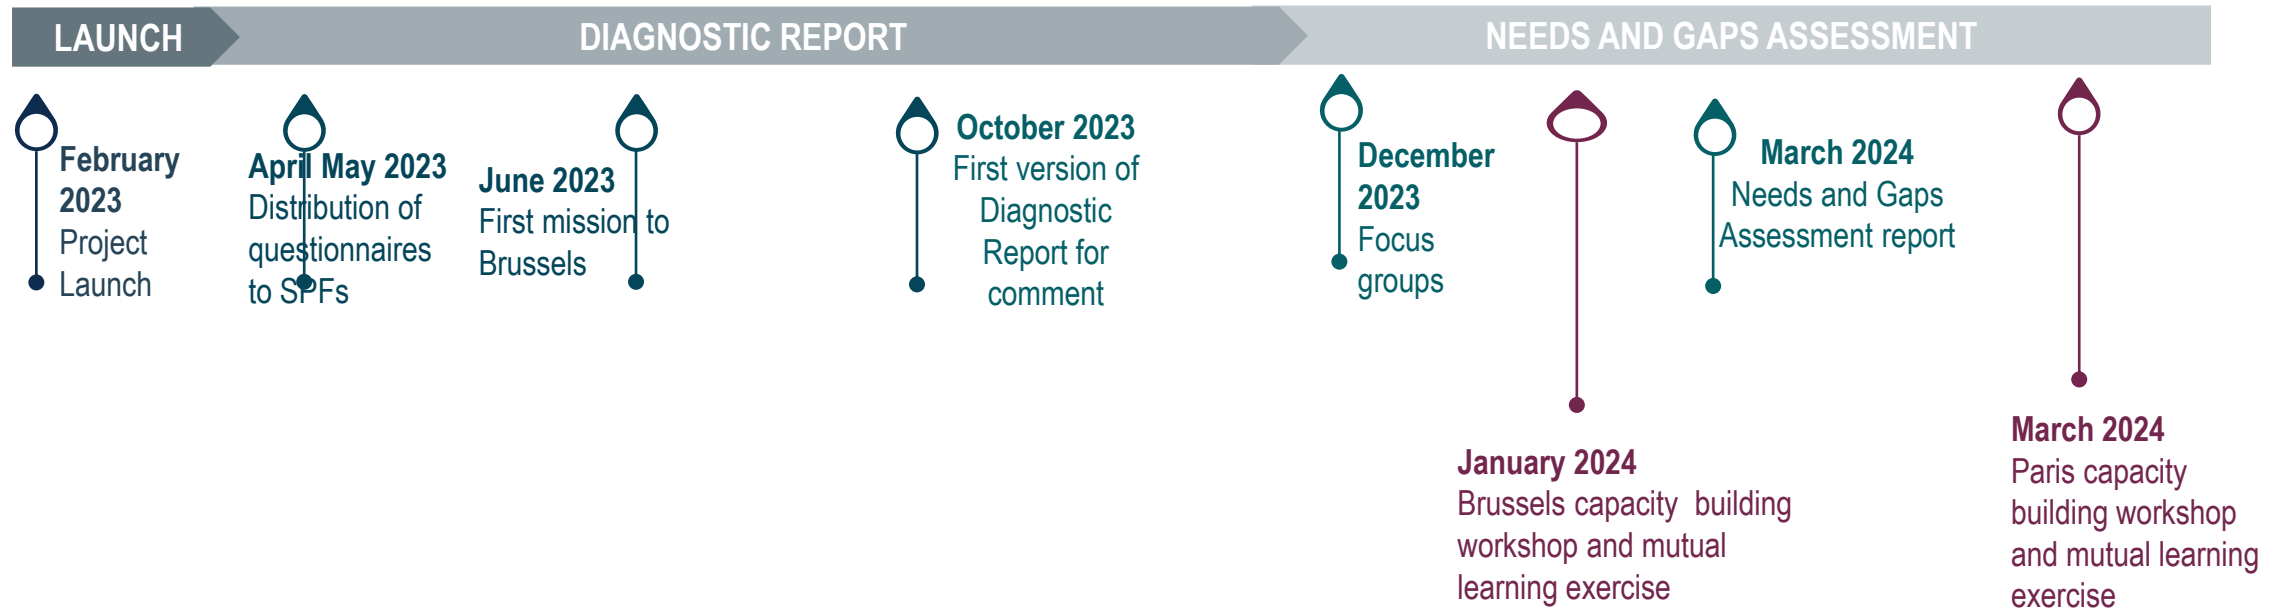 LAUNCH
DIAGNOSTIC REPORT
NEEDS AND GAPS ASSESSMENT
February
2023
Project
Launch
April May 2023
Distribution of
questionnaires
to SPFs
June 2023
First mission to
Brussels
October 2023
First version of
Diagnostic
Report for
comment
December
2023
Focus
groups
January 2024
Brussels capacity  building
workshop and mutual
learning exercise
March 2024
Needs and Gaps
Assessment report
March 2024
Paris capacity
building workshop
and mutual learning
exercise